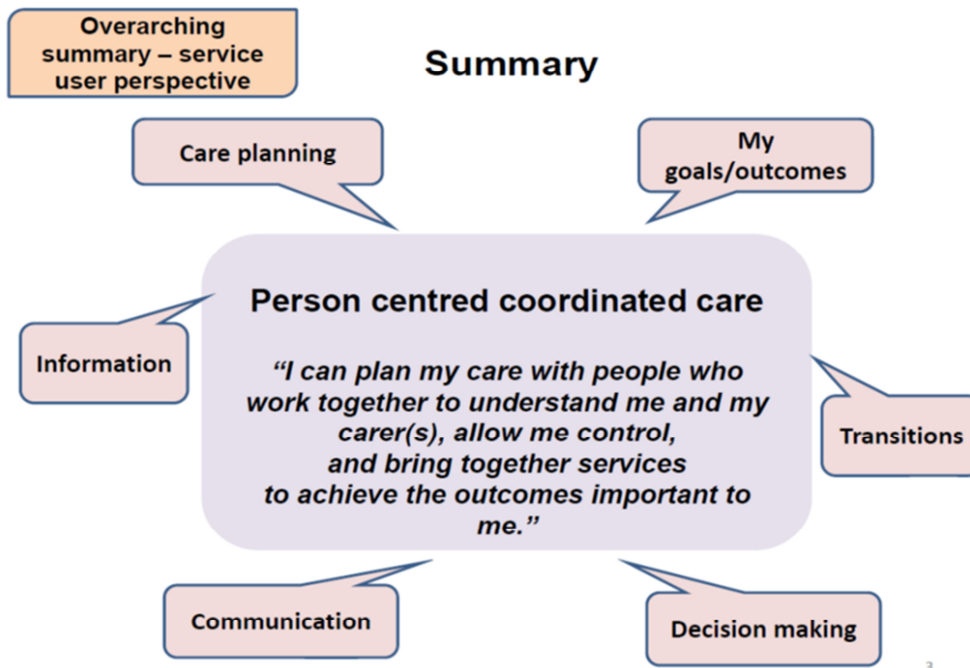 Overarching
summary – service
user perspective
Summary
Care planning
My
goals/outcomes
Information
Person centred coordinated care
“I can plan my care with people who
work together to understand me and my
carer(s), allow me control,
and bring together services
to achieve the outcomes important to
me.”
Transitions
Communication
Decision making
3